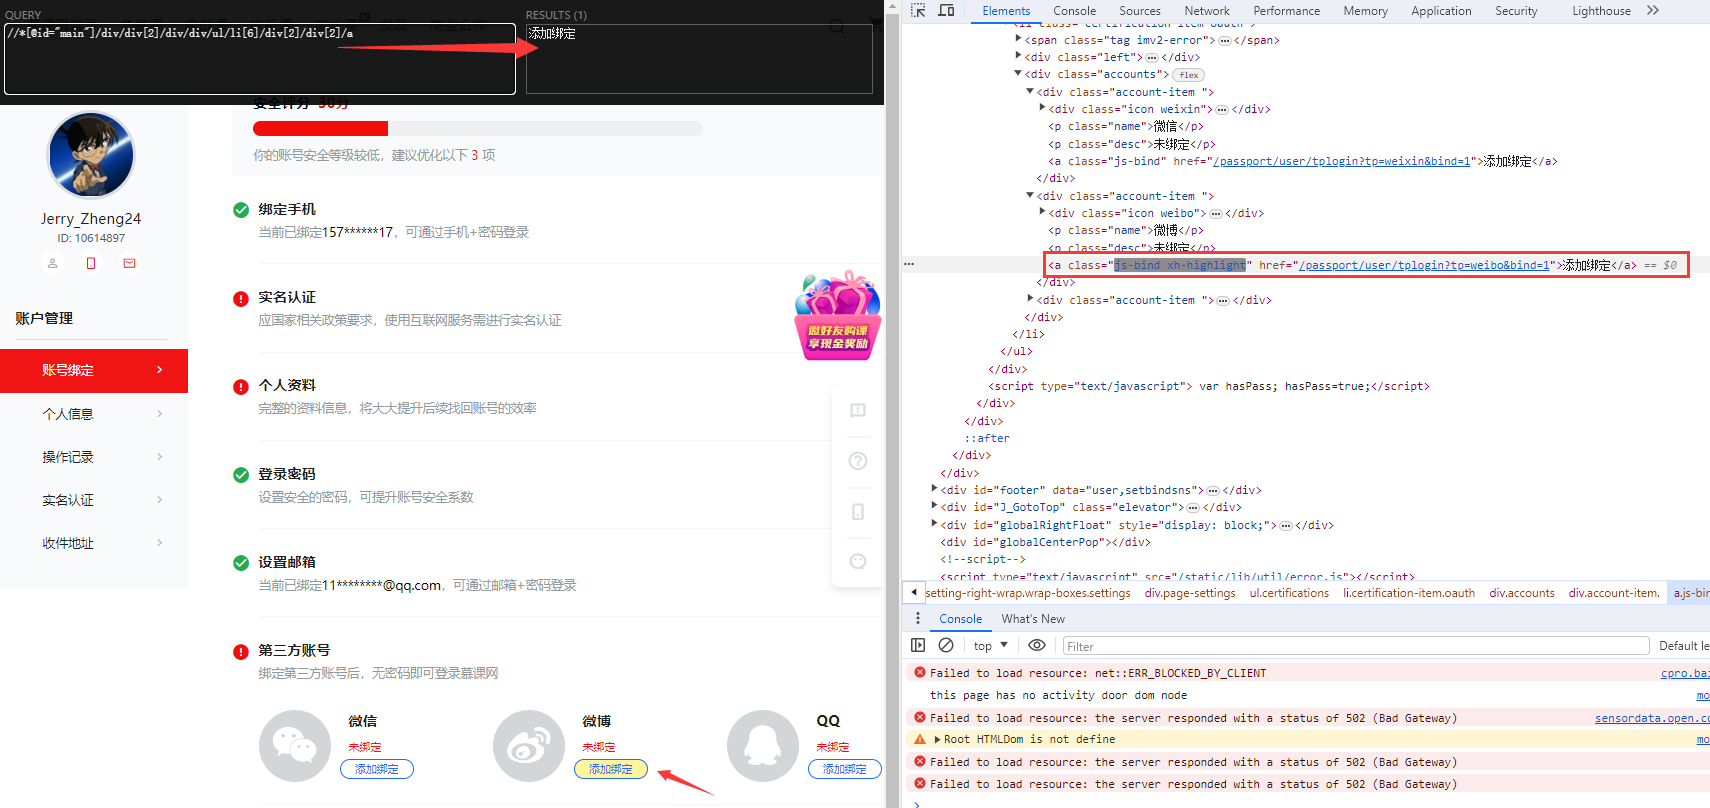 QUERY
//*[@id="main"]/div/div[2]/div/div/ul/li[6]/div[2]/div[2]/a
RESULTS (1)
添加绑定
安全评分 30分
你的账号安全等级较低，建议优化以下 3 项
Jerry_Zheng24
ID: 10614897
账户管理
账号绑定
个人信息
操作记录
实名认证
收件地址
绑定手机
当前已绑定157******17，可通过手机+密码登录
实名认证
应国家相关政策要求，使用互联网服务需进行实名认证
个人资料
完整的资料信息，将大大提升后续找回账号的效率
登录密码
设置安全的密码，可提升账号安全系数
设置邮箱
当前已绑定11********@qq.com，可通过邮箱+密码登录
第三方账号
绑定第三方账号后，无密码即可登录慕课网
微信
未绑定
添加绑定
微博
未绑定
添加绑定
QQ
未绑定
添加绑定
邀好友购课
享现金奖励
Elements
Console
Sources
Network
Performance
Memory
Application
Security
Lighthouse
<li class="certification-item oauth">
<span class="tag imv2-error">…</span>
<div class="left">…</div>
<div class="accounts"> flex
<div class="account-item ">
<div class="icon weixin">…</div>
<p class="name">微信</p>
<p class="desc">未绑定</p>
<a class="js-bind" href="/passport/user/tplogin?tp=weixin&bind=1">添加绑定</a>
</div>
<div class="account-item ">
<div class="icon weibo">…</div>
<p class="name">微博</p>
<p class="desc">未绑定</p>
<a class="js-bind xh-highlight" href="/passport/user/tplogin?tp=weibo&bind=1">添加绑定</a> == $0
</div>
<div class="account-item ">…</div>
</div>
</li>
</ul>
</div>
<script type="text/javascript"> var hasPass; hasPass=true;</script>
</div>
</div>
::after
</div>
</div>
<div id="footer" data="user,setbindsns">…</div>
<div id="J_GotoTop" class="elevator">…</div>
<div id="globalRightFloat" style="display: block;">…</div>
<div id="globalCenterPop"></div>
<!--script-->
<script type="text/javascript" src="/static/lib/util/error.js"></script>
setting-right-wrap.wrap-boxes.settings div.page-settings ul.certifications li.certification-item.oauth div.accounts div.account-item. a.js-bin
Console
What's New
top
Filter
Default le
Failed to load resource: net::ERR_BLOCKED_BY_CLIENT cpro.bai
this page has no activity door dom node mo
Failed to load resource: the server responded with a status of 502 (Bad Gateway) sensordata.open.co
Root HTMLDom is not define mo
Failed to load resource: the server responded with a status of 502 (Bad Gateway)
Failed to load resource: the server responded with a status of 502 (Bad Gateway)